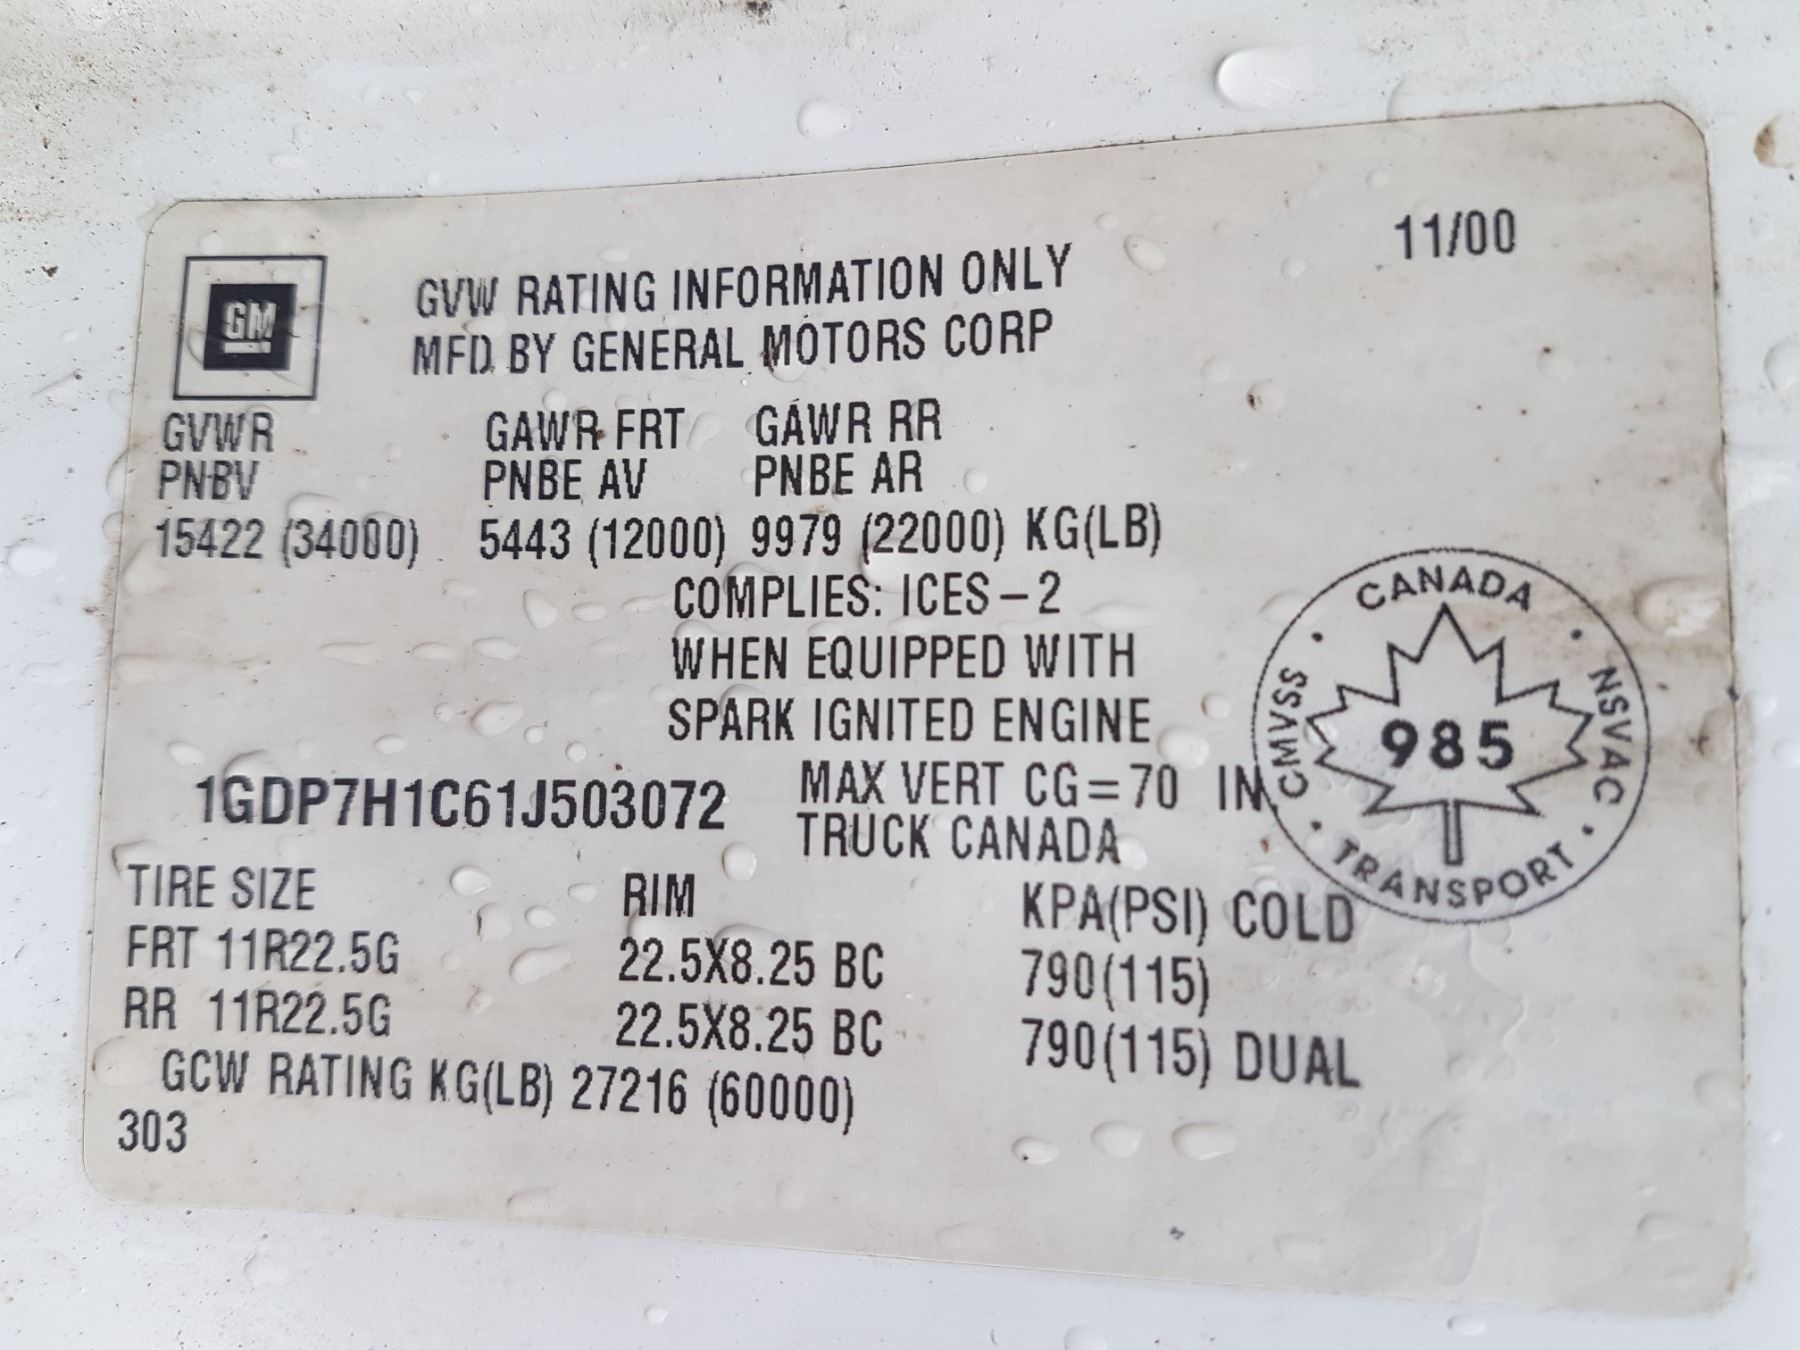 11/00
GM
GVW RATING INFORMATION ONLY
MFD BY GENERAL MOTORS CORP
GVWR GAWR FRT GAWR RR
PNBV PNBE AV PNBE AR
15422 (34000) 5443 (12000) 9979 (22000) KG(LB)
COMPLIES: ICES-2
WHEN EQUIPPED WITH
SPARK IGNITED ENGINE
1GDP7H1C61J503072
MAX VERT CG=70 IN.
TRUCK CANADA
CANADA
CMVSS
985
NSVAC
TRANSPORT
TIRE SIZE RIM KPA(PSI) COLD
FRT 11R22.5G 22.5X8.25 BC 790(115)
RR 11R22.5G 22.5X8.25 BC 790(115) DUAL
GCW RATING KG(LB) 27216 (60000)
303